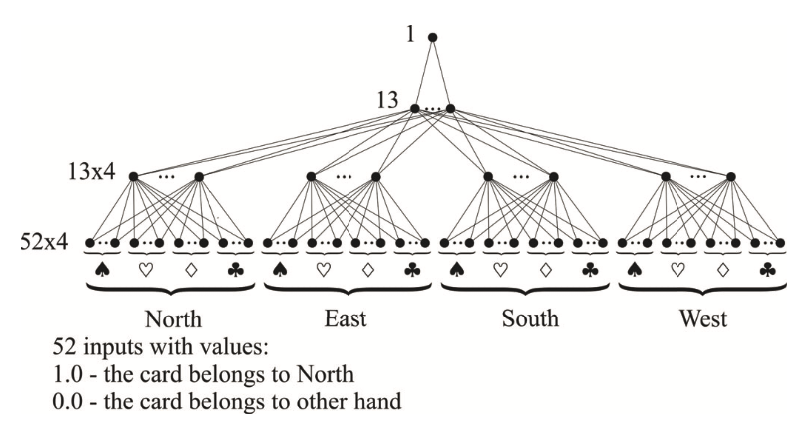 1
13 ...
13x4 ... ... ... ...
52x4 ... ... ... ... ... ... ... ... ... ... ... ... ... ... ... ...
♠ ♡ ♢ ♣ ♠ ♡ ♢ ♣ ♠ ♡ ♢ ♣ ♠ ♡ ♢ ♣
North East South West
52 inputs with values:
1.0 - the card belongs to North
0.0 - the card belongs to other hand